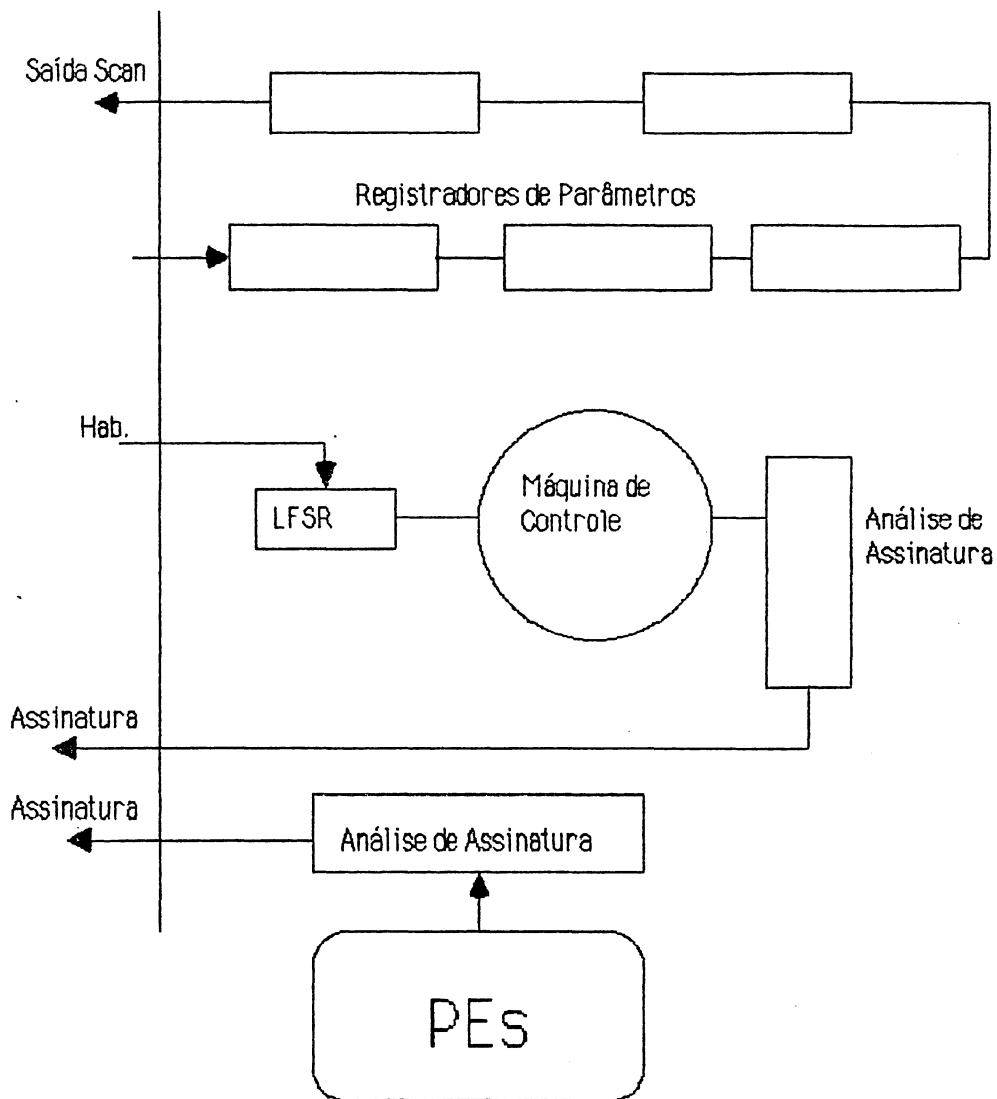 Saída Scan
Registradores de Parâmetros
Hab.
LFSR
Máquina de
Controle
Análise de
Assinatura
Assinatura
Assinatura
Análise de Assinatura
PEs